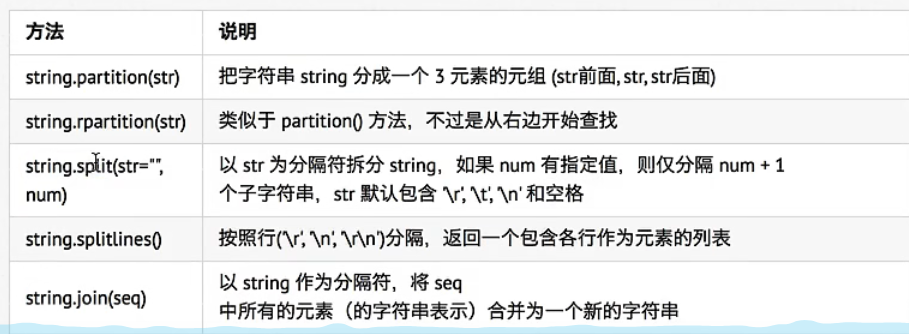 方法 说明
string.partition(str) 把字符串 string 分成一个 3 元素的元组 (str前面, str, str后面)
string.rpartition(str) 类似于 partition() 方法，不过是从右边开始查找
string.split(str="", 以 str 为分隔符拆分 string，如果 num 有指定值，则仅分隔 num + 1
num) 个子字符串，str 默认包含 '\r', '\t', '\n' 和空格
string.splitlines() 按照行('\r', '\n', '\r\n')分隔，返回一个包含各行作为元素的列表
string.join(seq) 以 string 作为分隔符，将 seq
中所有的元素（的字符串表示）合并为一个新的字符串